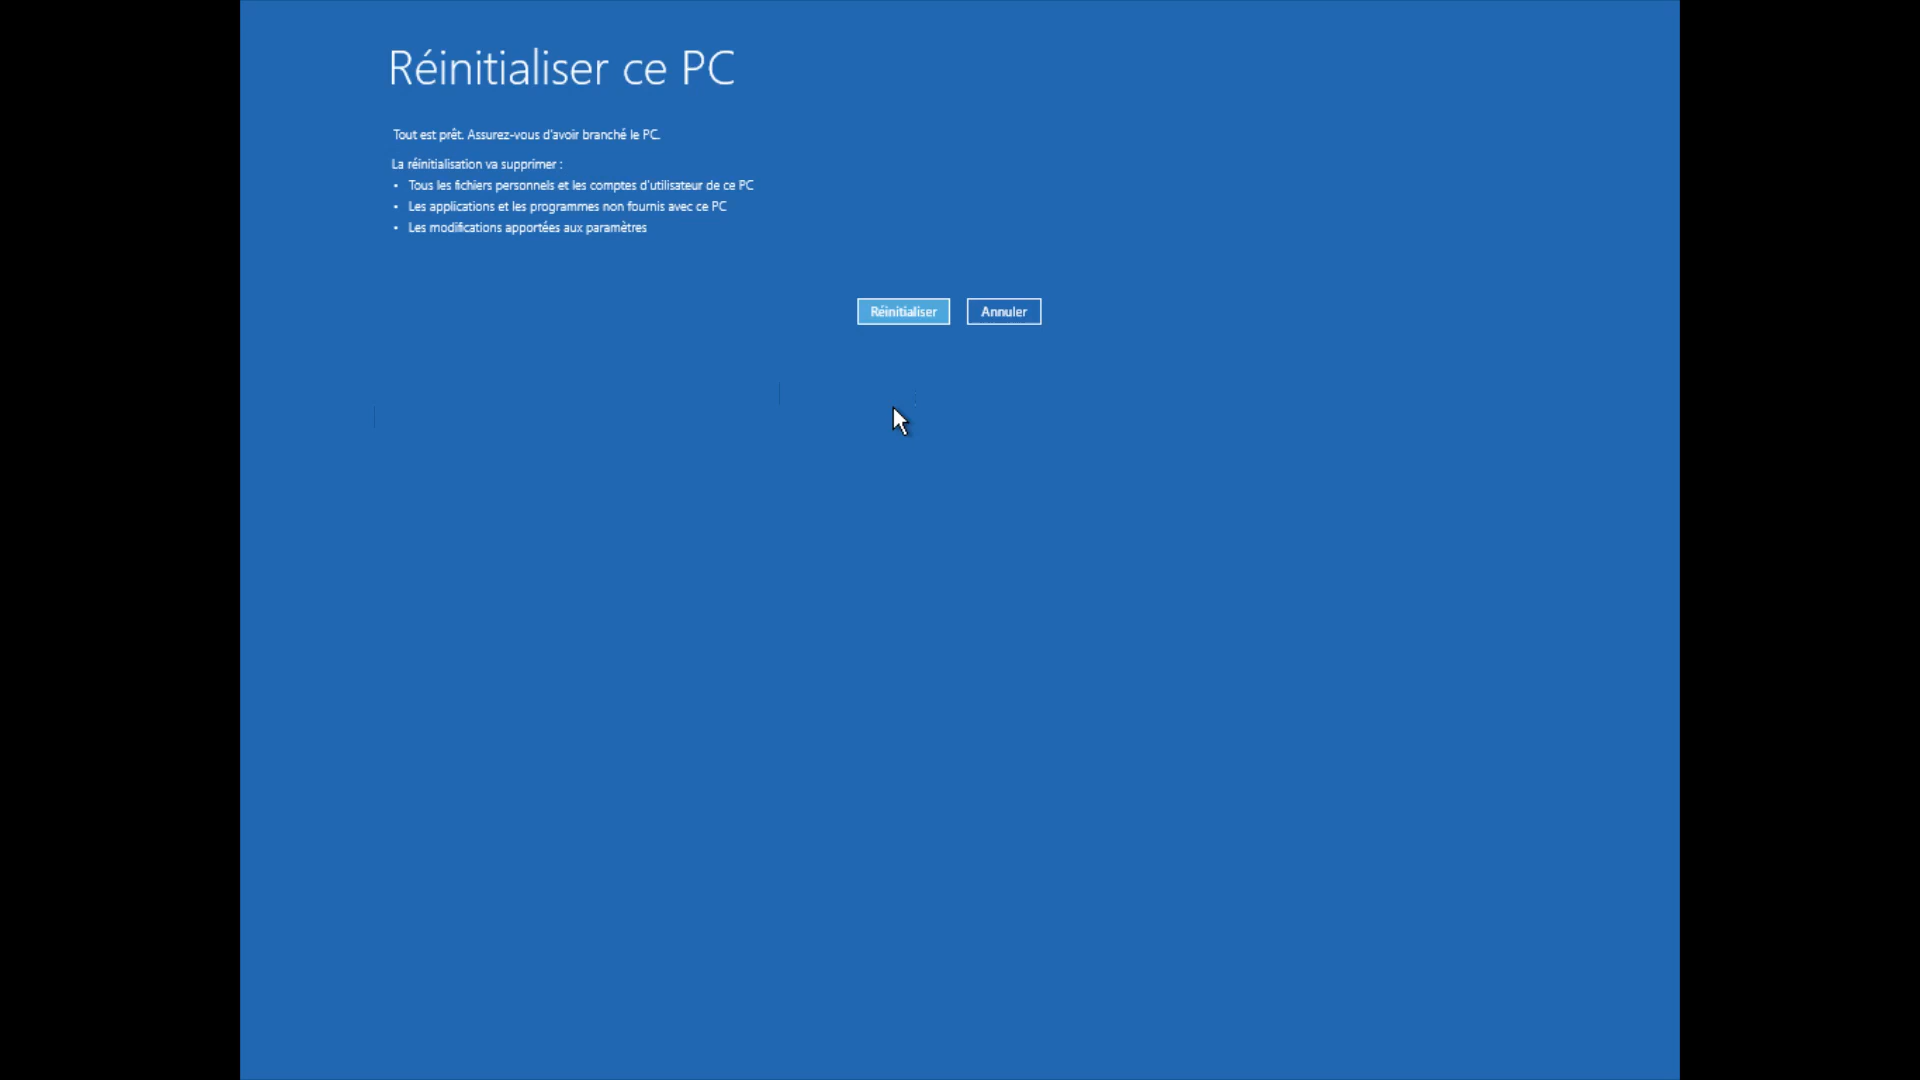 Réinitialiser ce PC
Tout est prêt. Assurez-vous d'avoir branché le PC.
La réinitialisation va supprimer :
• Tous les fichiers personnels et les comptes d'utilisateur de ce PC
• Les applications et les programmes non fournis avec ce PC
• Les modifications apportées aux paramètres
Réinitialiser Annuler